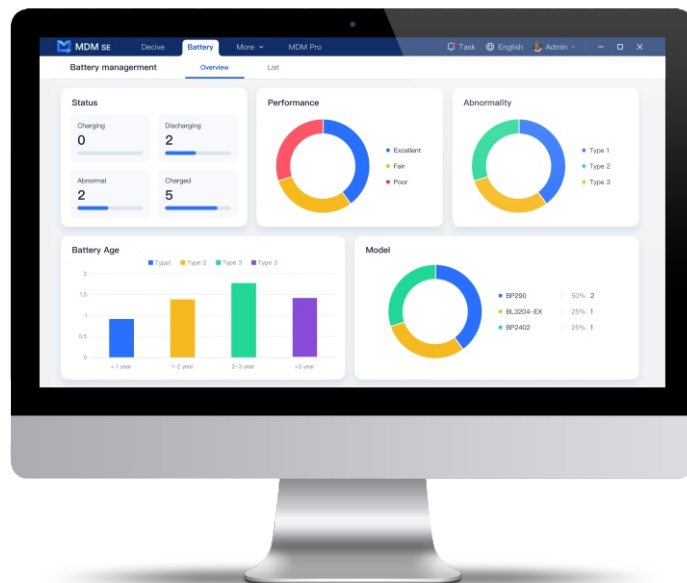 MDM SE Decive Battery More MDM Pro Task English Admin
Battery managerment Overview List
Status
Charging
0
Discharging
2
Abnormal
2
Charged
5
Performance
Excellent
Fair
Poor
Abnormality
Type 1
Type 2
Type 3
Battery Age
Type1 Type 2 Type 3 Type 3
2
1.5
1
0.5
0
< 1 year 1-2 year 2-3 year >3 year
Model
BP290 50% 2
BL3204-EX 25% 1
BP2402 25% 1